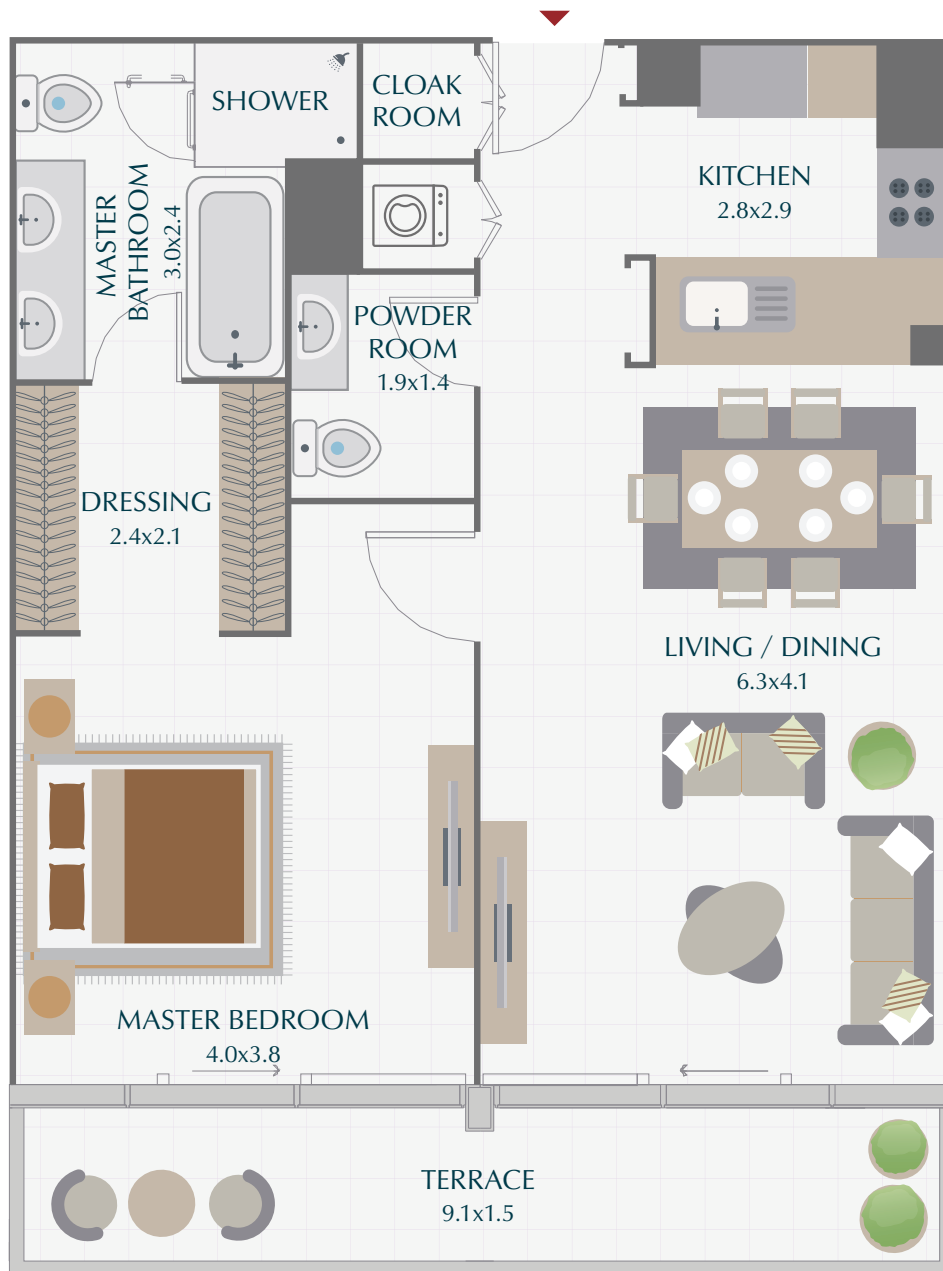 SHOWER
CLOAK
ROOM
KITCHEN
2.8x2.9
MASTER
BATHROOM
3.0x2.4
POWDER
ROOM
1.9x1.4
DRESSING
2.4x2.1
LIVING / DINING
6.3x4.1
MASTER BEDROOM
4.0x3.8
TERRACE
9.1x1.5